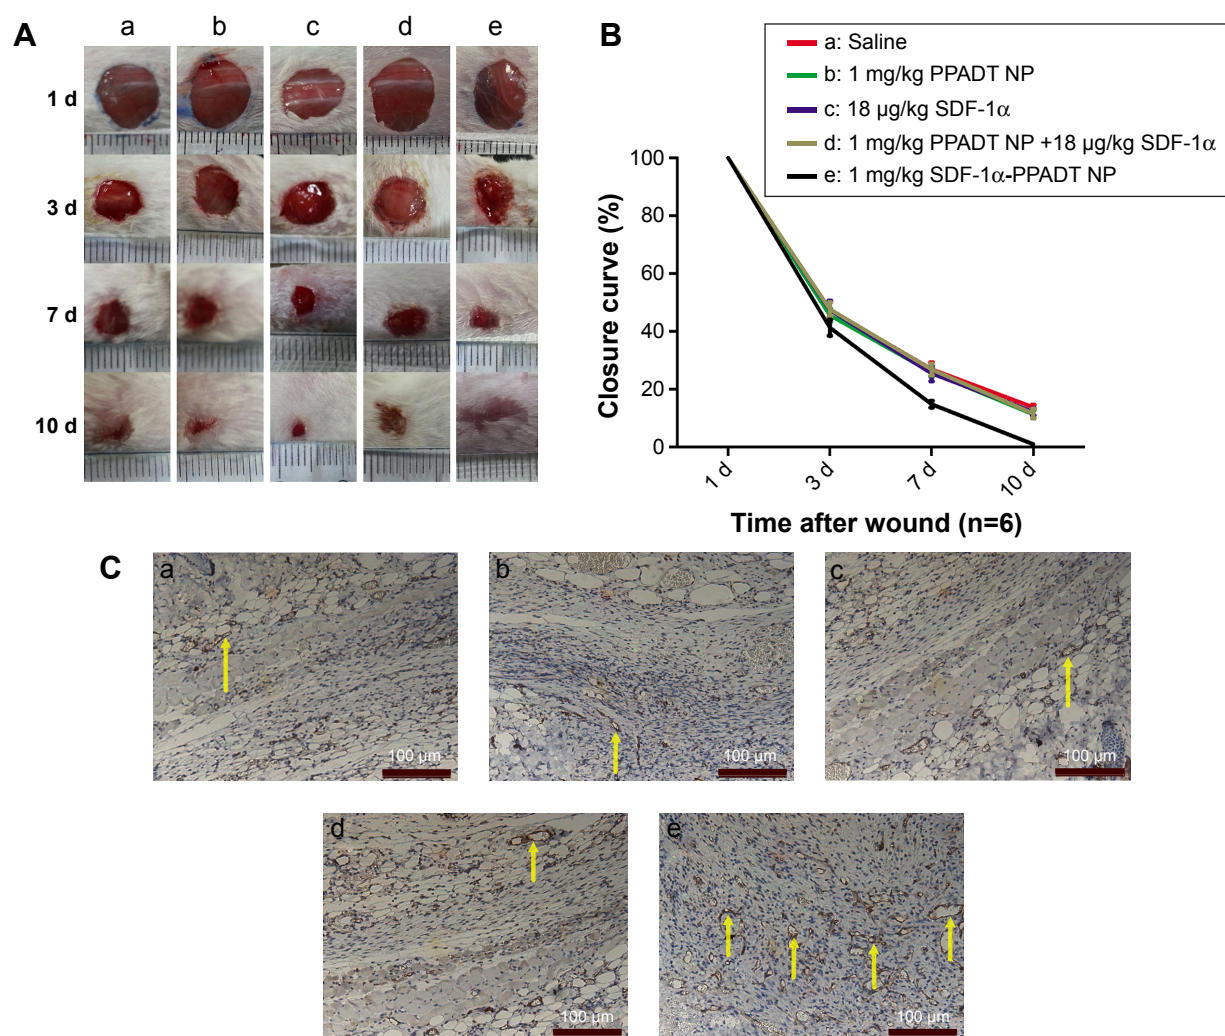 A
a b c d e
1 d
3 d
7 d
10 d
B
a: Saline
b: 1 mg/kg PPADT NP
c: 18 µg/kg SDF-1α
d: 1 mg/kg PPADT NP +18 µg/kg SDF-1α
e: 1 mg/kg SDF-1α-PPADT NP
Closure curve (%)
100
80
60
40
20
0
1 d 3 d 7 d 10 d
Time after wound (n=6)
C
a
100 µm
b
100 µm
c
100 µm
d
100 µm
e
100 µm